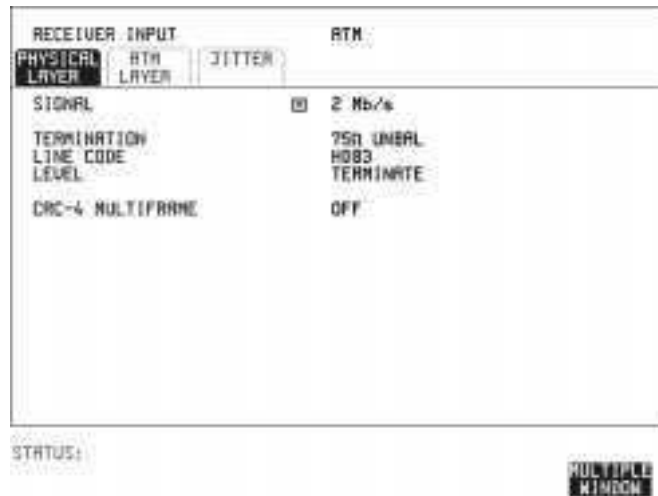 RECEIVER INPUT ATM
PHYSICAL LAYER ATM LAYER JITTER
SIGNAL 2 Mb/s
TERMINATION 75Ω UNBAL
LINE CODE HDB3
LEVEL TERMINATE
CRC-4 MULTIFRAME OFF
STATUS:
MULTIPLE
WINDOW